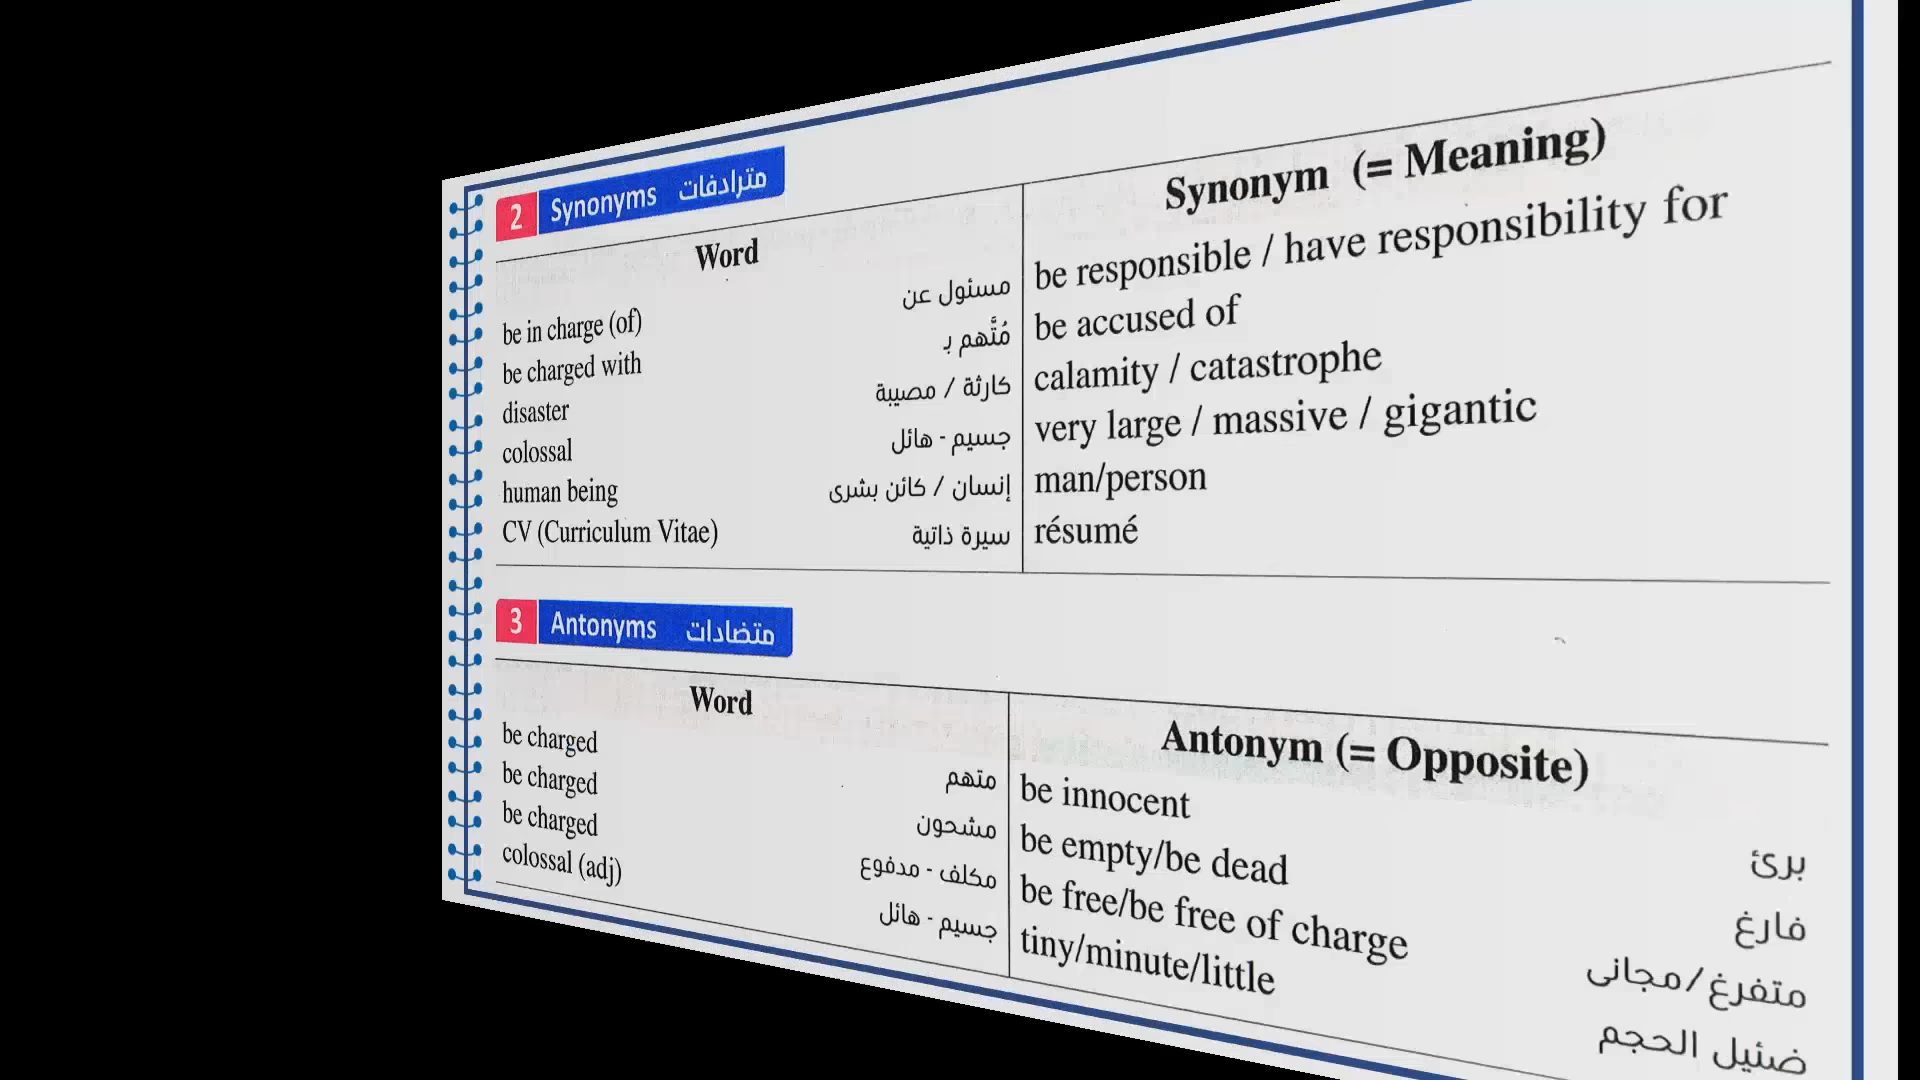 2 Synonyms مترادفات
Word Synonym (= Meaning)
be in charge (of) مسئول عن be responsible / have responsibility for
be charged with مُتَّهم بـ be accused of
disaster كارثة / مصيبة calamity / catastrophe
colossal جسيم - هائل very large / massive / gigantic
human being إنسان / كائن بشرى man/person
CV (Curriculum Vitae) سيرة ذاتية résumé
3 Antonyms متضادات
Word Antonym (= Opposite)
be charged متهم be innocent برئ
be charged مشحون be empty/be dead فارغ
be charged مكلف - مدفوع be free/be free of charge متفرغ/مجانى
colossal (adj) جسيم - هائل tiny/minute/little ضئيل الحجم